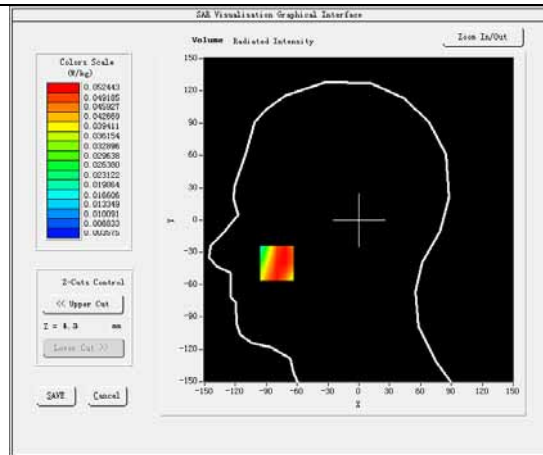 SAR Visualisation Graphical Interface
Volume Radiated Intensity
Zoom In/Out
Colors Scale
(W/kg)
0.052443
0.049185
0.045927
0.042669
0.039411
0.036154
0.032896
0.029638
0.026380
0.023122
0.019864
0.016606
0.013349
0.010091
0.006833
0.003575
150
120
90
60
30
0
-30
-60
-90
-120
-150
Y
-150 -120 -90 -60 -30 0 30 60 90 120 150
X
Z-Cuts Control
<< Upper Cut
Z = 4.3 mm
Lower Cut >>
SAVE
Cancel